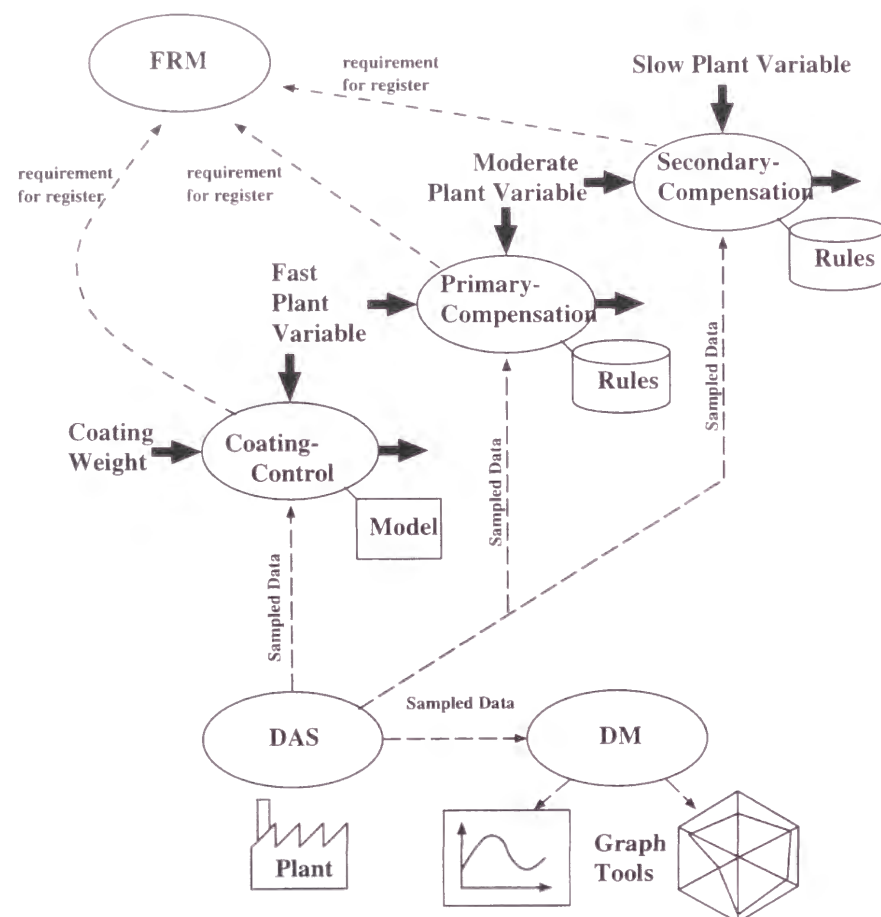 FRM
requirement
for register
Slow Plant Variable
requirement
for register
requirement
for register
Moderate
Plant Variable
Secondary-
Compensation
Rules
Fast
Plant
Variable
Primary-
Compensation
Rules
Sampled Data
Coating
Weight
Coating-
Control
Model
Sampled Data
Sampled Data
DAS
Sampled Data
DM
Plant
Graph
Tools